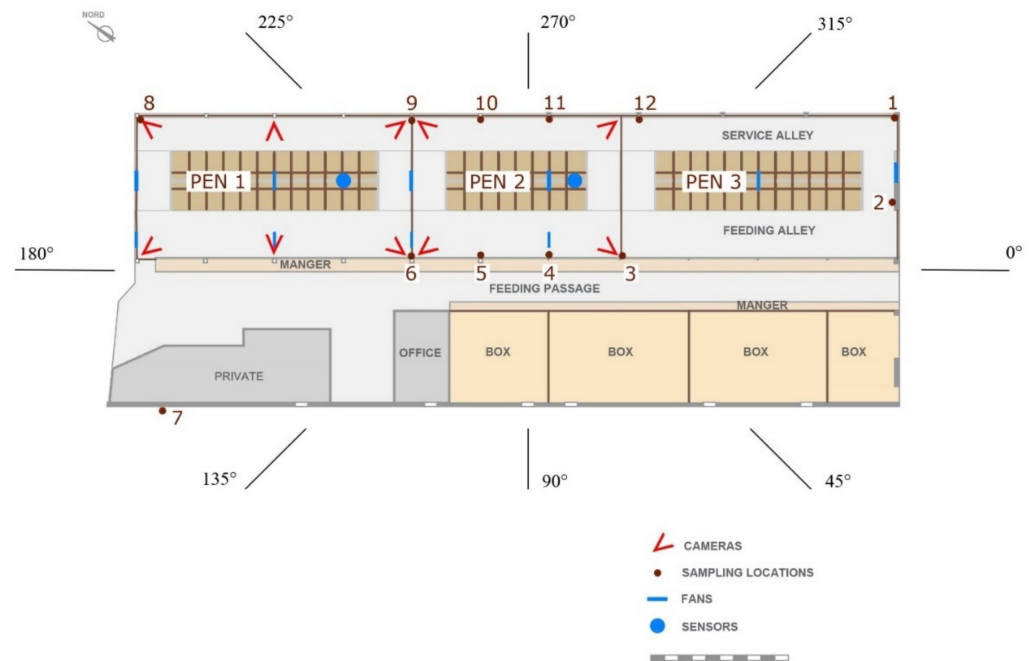 NORD
225°
270°
315°
8
9
10
11
12
1
SERVICE ALLEY
PEN 1
PEN 2
PEN 3
2
FEEDING ALLEY
180°
0°
MANGER
6
5
4
3
FEEDING PASSAGE
MANGER
OFFICE
BOX
BOX
BOX
BOX
PRIVATE
7
135°
90°
45°
CAMERAS
SAMPLING LOCATIONS
FANS
SENSORS